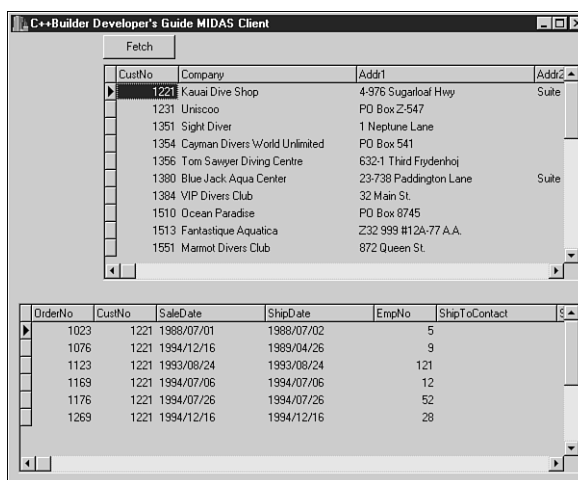 C++Builder Developer's Guide MIDAS Client
Fetch
CustNo Company Addr1 Addr2
1221 Kauai Dive Shop 4-976 Sugarloaf Hwy Suite
1231 Unisco PO Box Z-547
1351 Sight Diver 1 Neptune Lane
1354 Cayman Divers World Unlimited PO Box 541
1356 Tom Sawyer Diving Centre 632-1 Third Frydenhoj
1380 Blue Jack Aqua Center 23-738 Paddington Lane Suite
1384 VIP Divers Club 32 Main St.
1510 Ocean Paradise PO Box 8745
1513 Fantastique Aquatica Z32 999 #12A-77 A.A.
1551 Marmot Divers Club 872 Queen St.
OrderNo CustNo SaleDate ShipDate EmpNo ShipToContact S
1023 1221 1988/07/01 1988/07/02 5
1076 1221 1994/12/16 1989/04/26 9
1123 1221 1993/08/24 1993/08/24 121
1169 1221 1994/07/06 1994/07/06 12
1176 1221 1994/07/26 1994/07/26 52
1269 1221 1994/12/16 1994/12/16 28